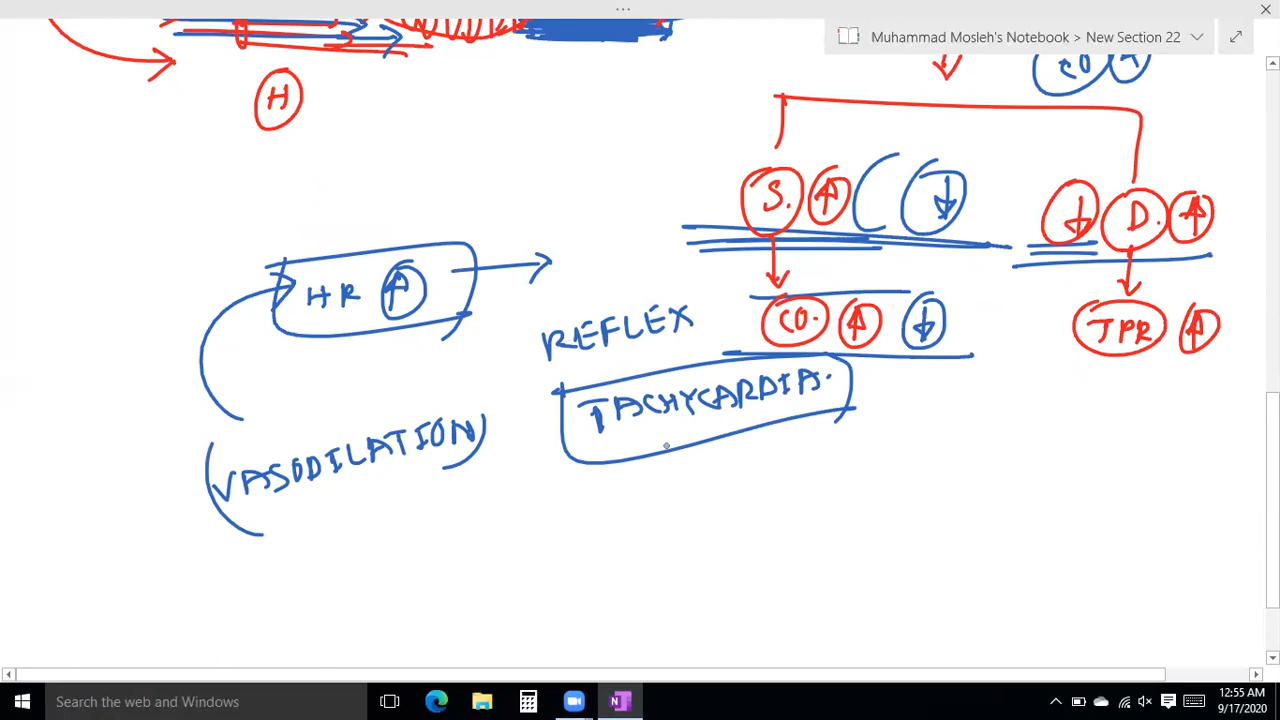 Muhammad Mosleh's Notebook > New Section 22
CO ↑
H
S. ↑ ↓
↓ D. ↑
HR ↑
CO. ↑ ↓
TPR ↑
REFLEX
TACHYCARDIA.
VASODILATION
Search the web and Windows
12:55 AM
9/17/2020